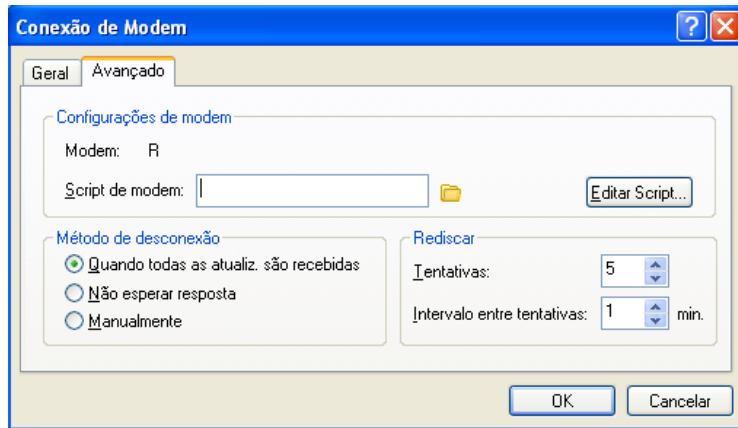 Conexão de Modem
Geral
Avançado
Configurações de modem
Modem: R
Script de modem:
Editar Script...
Método de desconexão
Quando todas as atualiz. são recebidas
Não esperar resposta
Manualmente
Rediscar
Tentativas: 5
Intervalo entre tentativas: 1 min.
OK
Cancelar